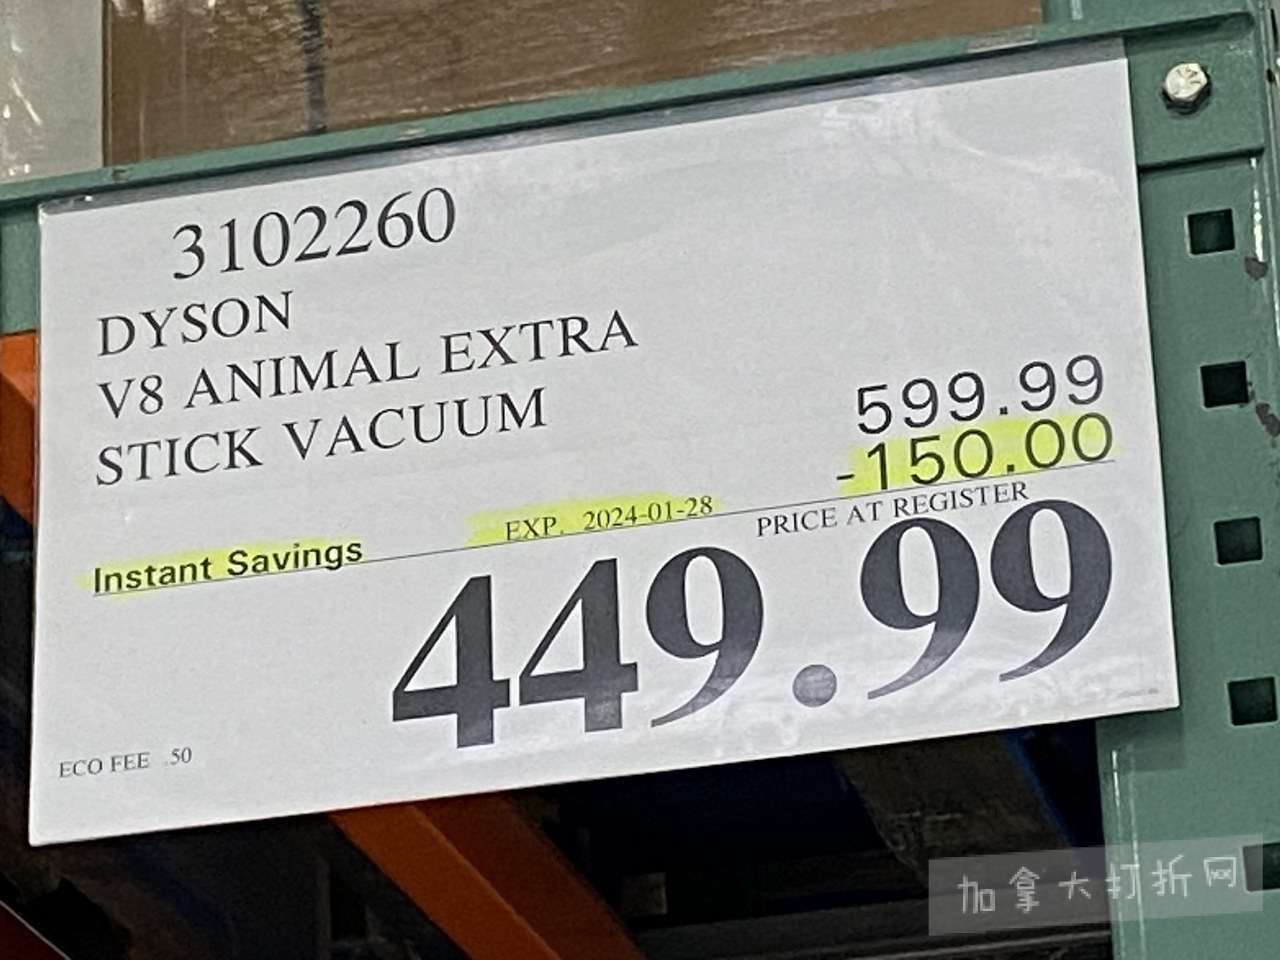 3102260
DYSON
V8 ANIMAL EXTRA
STICK VACUUM
599.99
-150.00
Instant Savings EXP. 2024-01-28 PRICE AT REGISTER
449.99
ECO FEE .50
加拿大打折网